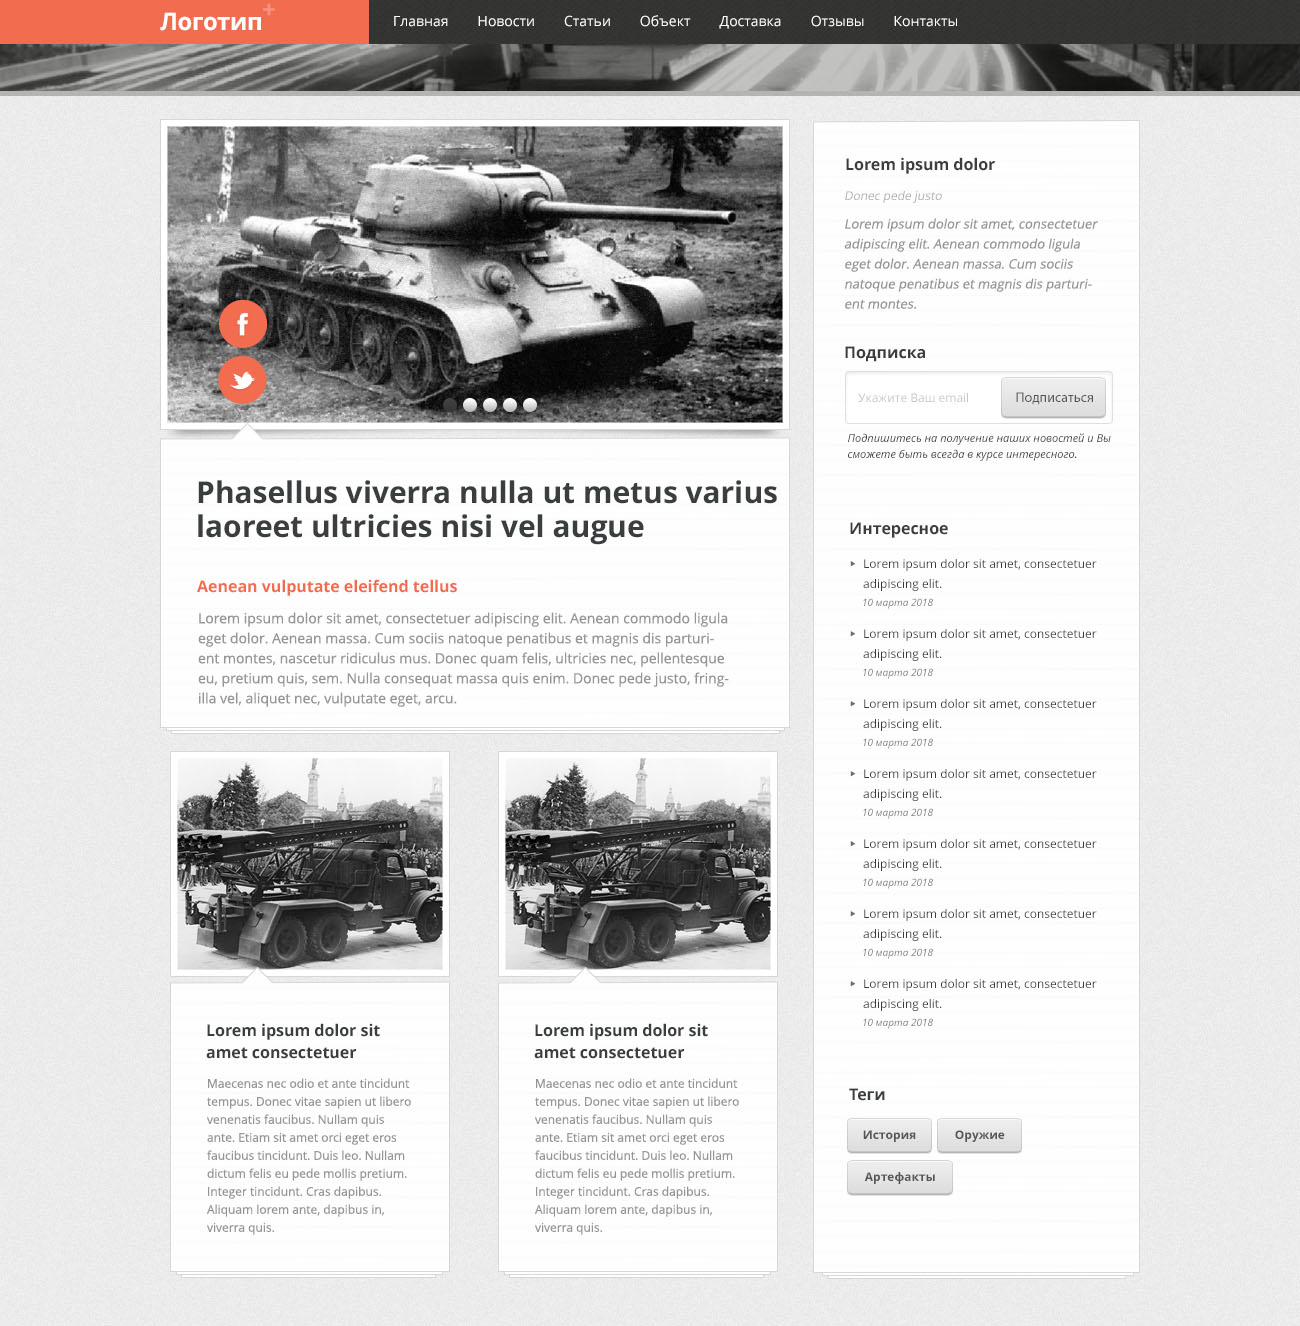 Логотип+
Главная Новости Статьи Объект Доставка Отзывы Контакты
Phasellus viverra nulla ut metus varius
laoreet ultricies nisi vel augue
Aenean vulputate eleifend tellus
Lorem ipsum dolor sit amet, consectetuer adipiscing elit. Aenean commodo ligula
eget dolor. Aenean massa. Cum sociis natoque penatibus et magnis dis parturi-
ent montes, nascetur ridiculus mus. Donec quam felis, ultricies nec, pellentesque
eu, pretium quis, sem. Nulla consequat massa quis enim. Donec pede justo, fring-
illa vel, aliquet nec, vulputate eget, arcu.
Lorem ipsum dolor sit
amet consectetuer
Maecenas nec odio et ante tincidunt
tempus. Donec vitae sapien ut libero
venenatis faucibus. Nullam quis
ante. Etiam sit amet orci eget eros
faucibus tincidunt. Duis leo. Nullam
dictum felis eu pede mollis pretium.
Integer tincidunt. Cras dapibus.
Aliquam lorem ante, dapibus in,
viverra quis.
Lorem ipsum dolor sit
amet consectetuer
Maecenas nec odio et ante tincidunt
tempus. Donec vitae sapien ut libero
venenatis faucibus. Nullam quis
ante. Etiam sit amet orci eget eros
faucibus tincidunt. Duis leo. Nullam
dictum felis eu pede mollis pretium.
Integer tincidunt. Cras dapibus.
Aliquam lorem ante, dapibus in,
viverra quis.
Lorem ipsum dolor
Donec pede justo
Lorem ipsum dolor sit amet, consectetuer
adipiscing elit. Aenean commodo ligula
eget dolor. Aenean massa. Cum sociis
natoque penatibus et magnis dis parturi-
ent montes.
Подписка
Укажите Ваш email Подписаться
Подпишитесь на получение наших новостей и Вы
сможете быть всегда в курсе интересного.
Интересное
Lorem ipsum dolor sit amet, consectetuer
adipiscing elit.
10 марта 2018
Lorem ipsum dolor sit amet, consectetuer
adipiscing elit.
10 марта 2018
Lorem ipsum dolor sit amet, consectetuer
adipiscing elit.
10 марта 2018
Lorem ipsum dolor sit amet, consectetuer
adipiscing elit.
10 марта 2018
Lorem ipsum dolor sit amet, consectetuer
adipiscing elit.
10 марта 2018
Lorem ipsum dolor sit amet, consectetuer
adipiscing elit.
10 марта 2018
Lorem ipsum dolor sit amet, consectetuer
adipiscing elit.
10 марта 2018
Теги
История Оружие
Артефакты